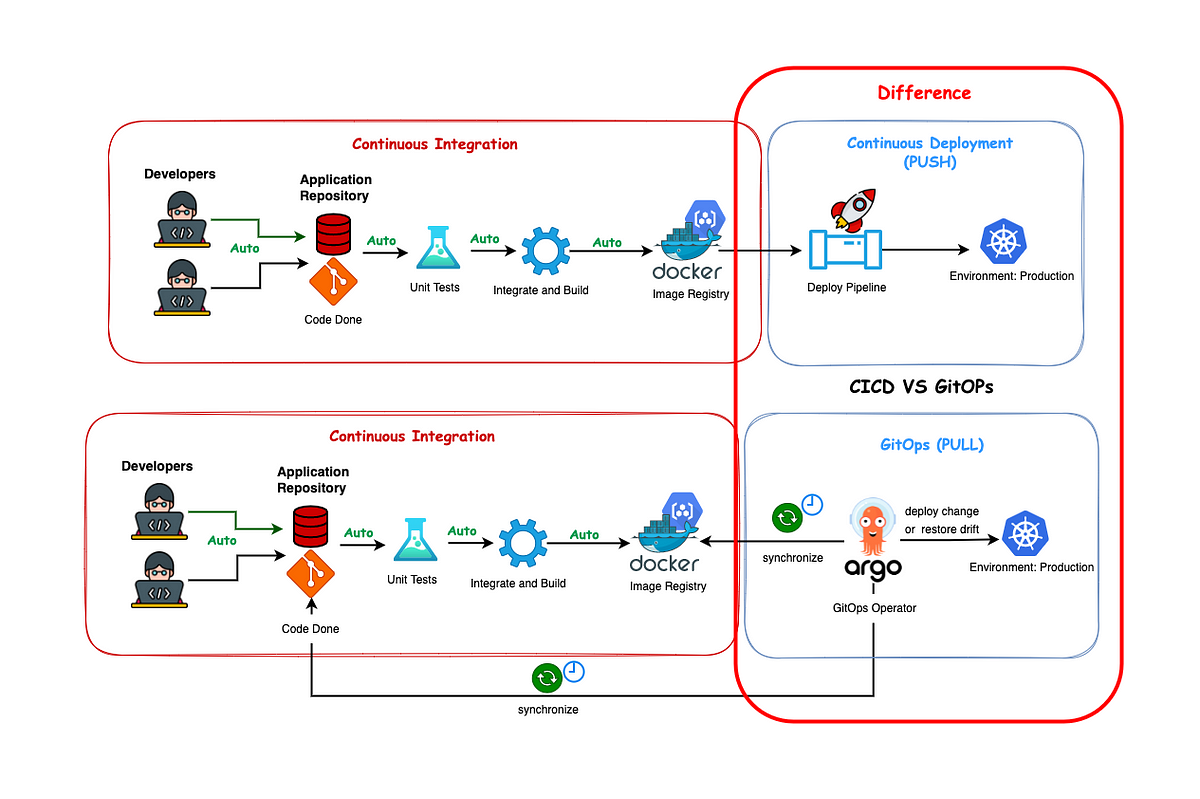 Difference
Continuous Integration
Continuous Deployment
(PUSH)
Developers
Application
Repository
Auto
Auto
Auto
Auto
docker
Code Done
Unit Tests
Integrate and Build
Image Registry
Deploy Pipeline
Environment: Production
CICD VS GitOPs
Continuous Integration
GitOps (PULL)
Developers
Application
Repository
Auto
Auto
Auto
Auto
docker
Code Done
Unit Tests
Integrate and Build
Image Registry
synchronize
argo
GitOps Operator
deploy change
or restore drift
Environment: Production
synchronize